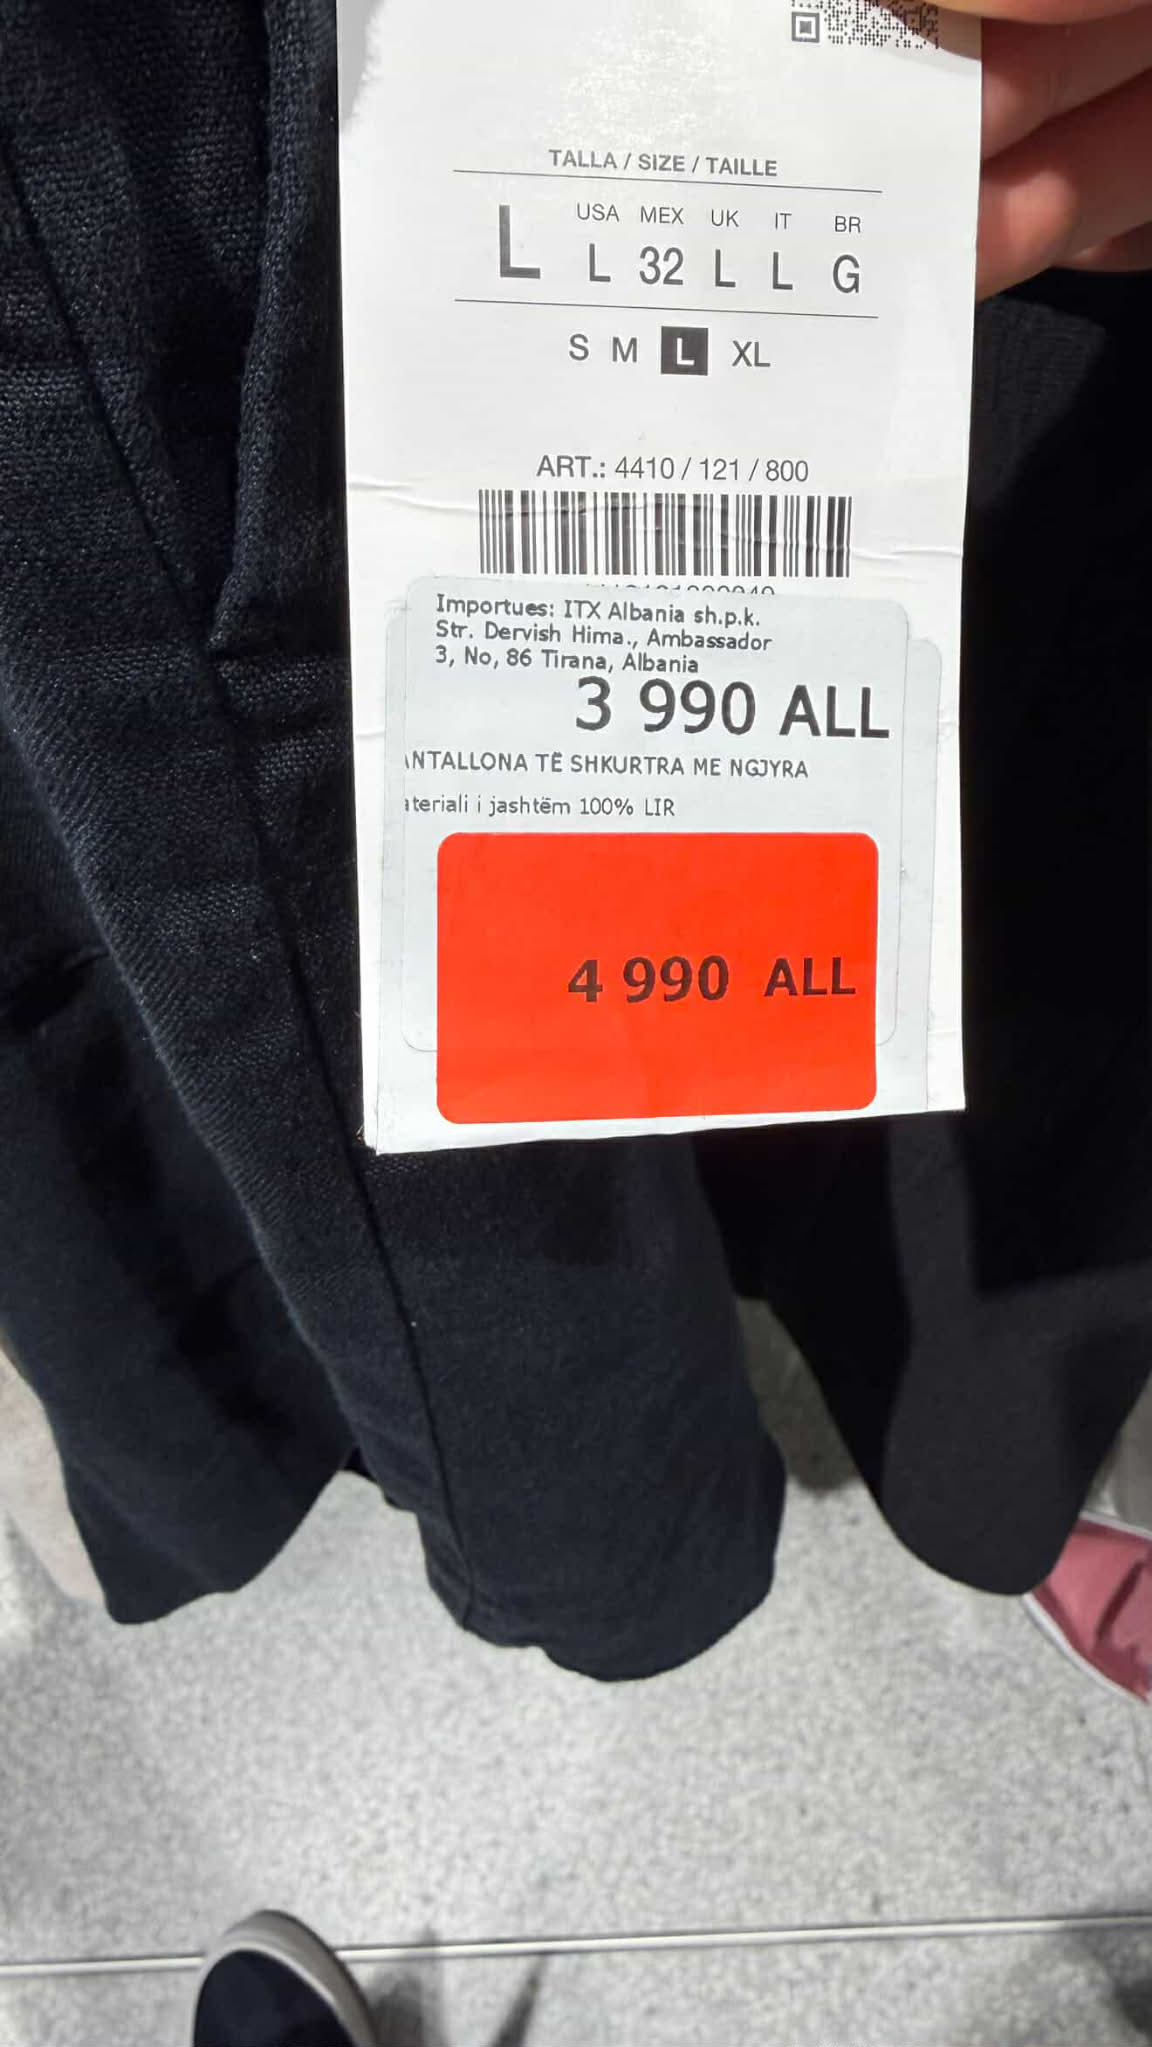 TALLA / SIZE / TAILLE
L
USA MEX UK IT BR
L 32 L L G
S M L XL
ART.: 4410 / 121 / 800
Importues: ITX Albania sh.p.k.
Str. Dervish Hima., Ambassador
3, No, 86 Tirana, Albania
3 990 ALL
ANTALLONA TË SHKURTRA ME NGJYRA
ateriali i jashtëm 100% LIR
4 990 ALL